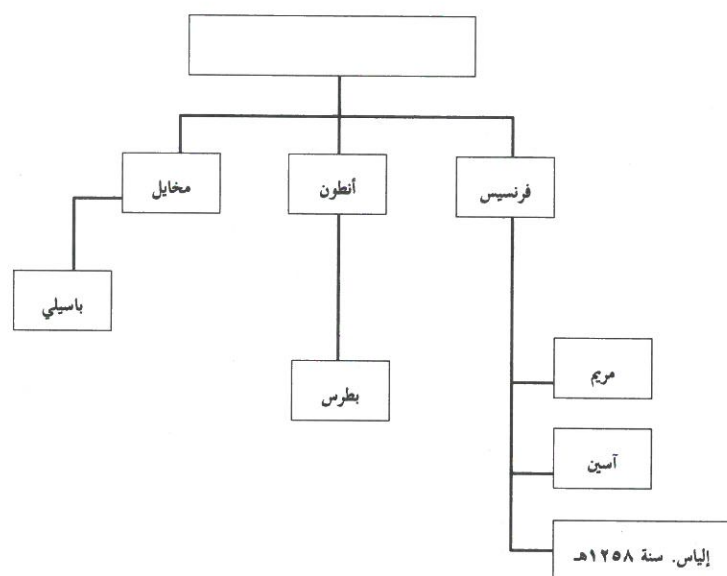 فرنسيس
أنطون
مخايل
باسيلي
مريم
بطرس
آسين
إلياس. سنة ١٢٥٨هـ